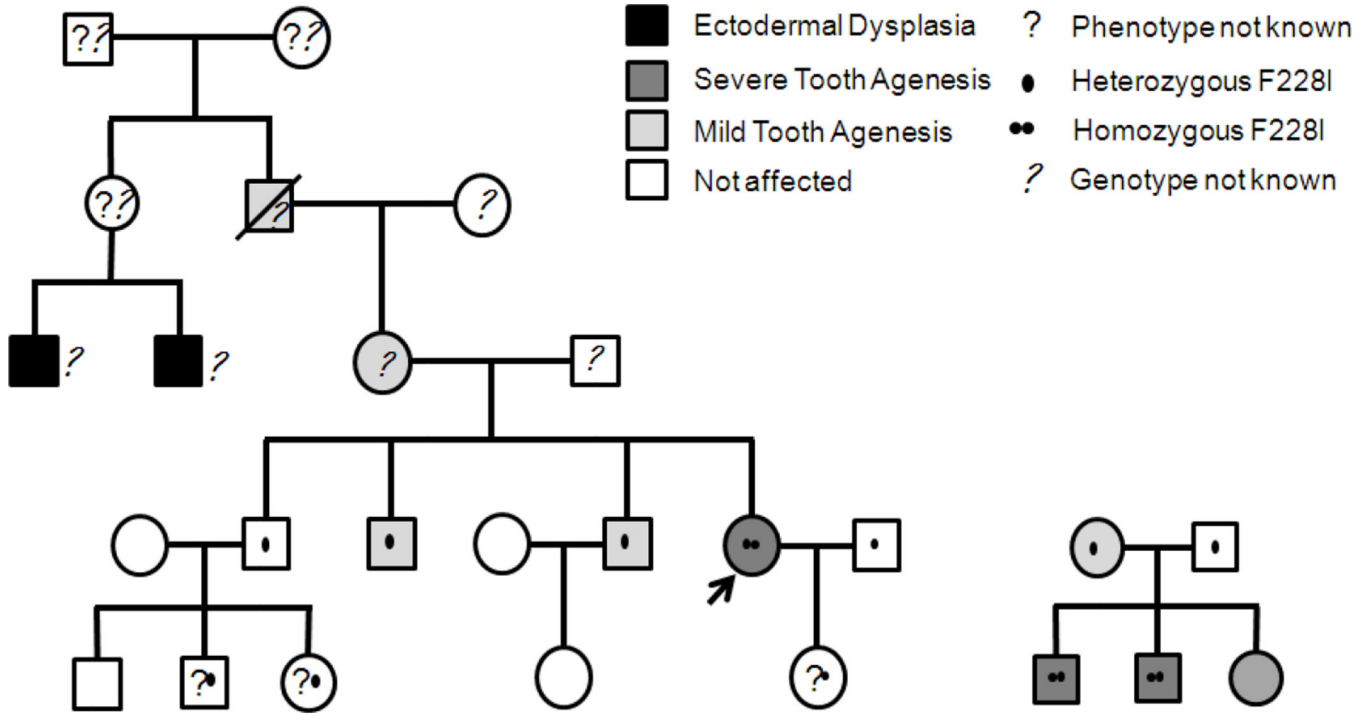 ??
??
Ectodermal Dysplasia
? Phenotype not known
Severe Tooth Agenesis
Heterozygous F228I
Mild Tooth Agenesis
Homozygous F228I
Not affected
? Genotype not known
??
?
?
?
?
?
?
?
?
?